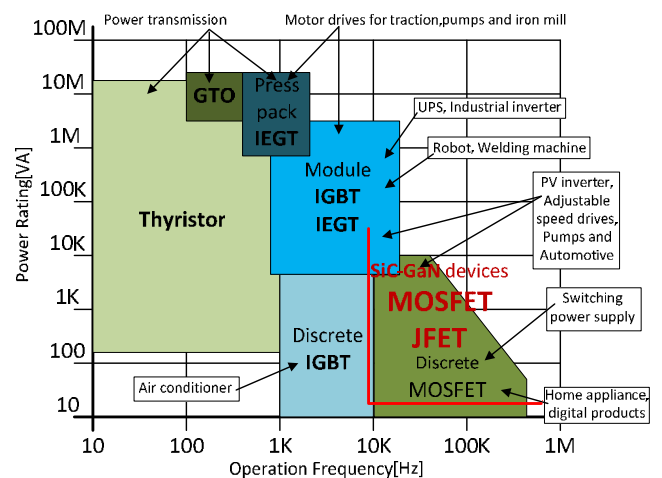 Power transmission
Motor drives for traction,pumps and iron mill
100M
10M
1M
100K
10K
1K
100
10
Power Rating[VA]
GTO
Press
pack
IEGT
UPS, Industrial inverter
Robot, Welding machine
Module
IGBT
IEGT
PV inverter,
Adjustable
speed drives,
Pumps and
Automotive
Thyristor
SiC-GaN devices
MOSFET
JFET
Switching
power supply
Discrete
IGBT
Discrete
MOSFET
Air conditioner
Home appliance,
digital products
10
100
1K
10K
100K
1M
Operation Frequency[Hz]